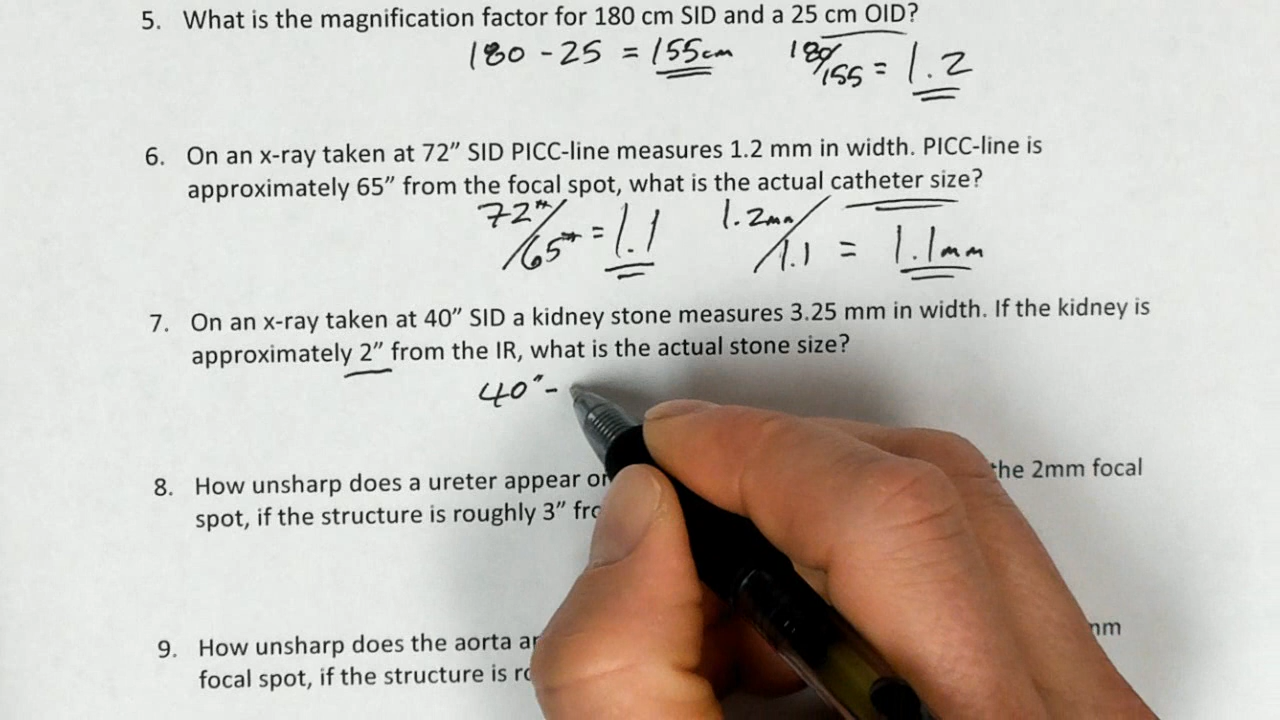 5. What is the magnification factor for 180 cm SID and a 25 cm OID?
180 - 25 = 155cm 180/155 = 1.2
6. On an x-ray taken at 72” SID PICC-line measures 1.2 mm in width. PICC-line is
approximately 65” from the focal spot, what is the actual catheter size?
72"/65" = 1.1 1.2mm/1.1 = 1.1mm
7. On an x-ray taken at 40” SID a kidney stone measures 3.25 mm in width. If the kidney is
approximately 2” from the IR, what is the actual stone size?
40" -
8. How unsharp does a ureter appear the 2mm focal
spot, if the structure is roughly 3”
9. How unsharp does the aorta
focal spot, if the structure is